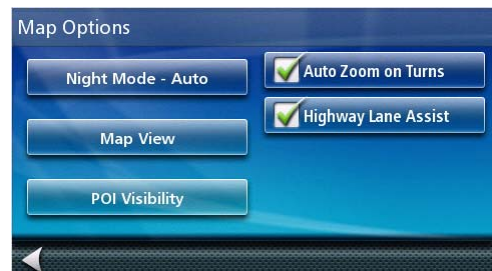 Map Options
Night Mode - Auto
Auto Zoom on Turns
Highway Lane Assist
Map View
POI Visibility